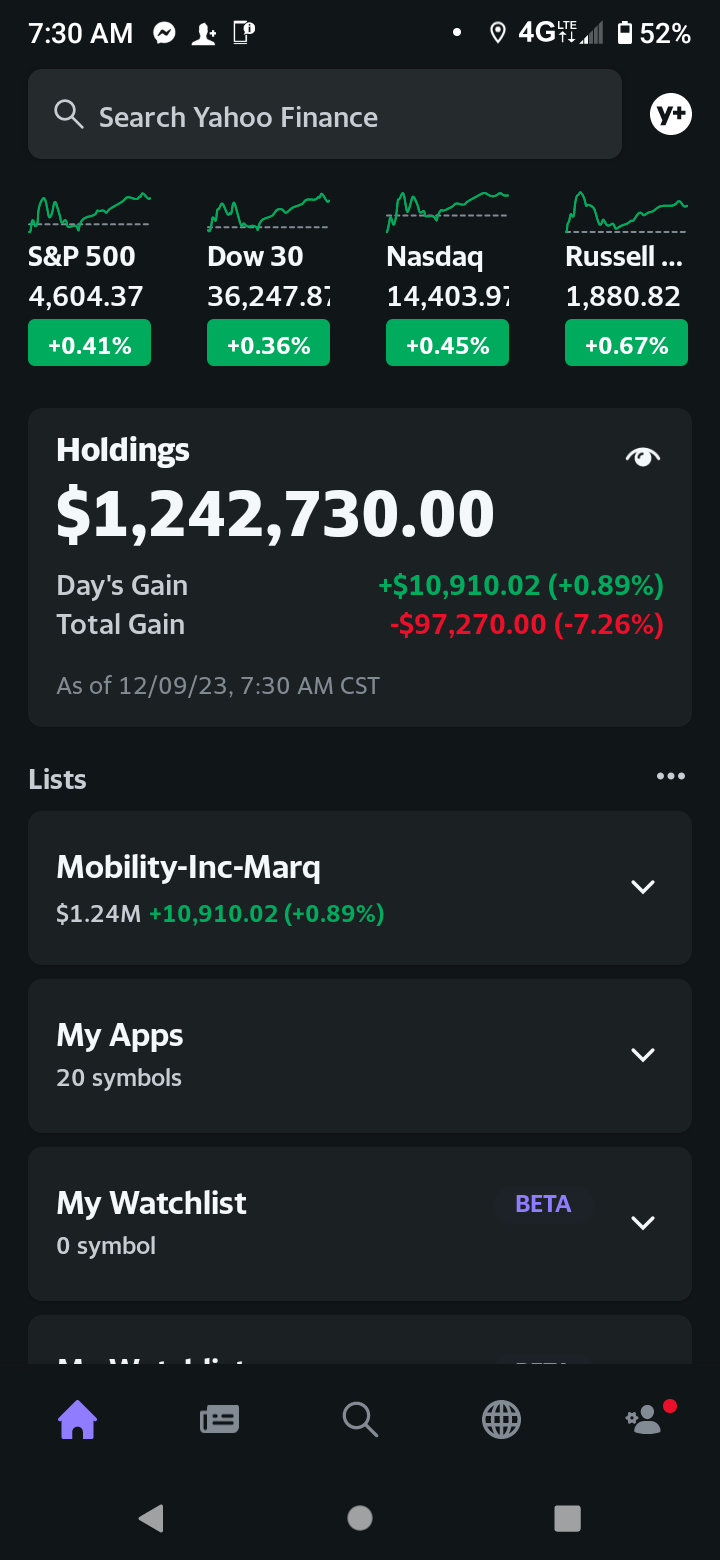 7:30 AM 4G LTE 52%
Search Yahoo Finance y+
S&P 500 Dow 30 Nasdaq Russell ...
4,604.37 36,247.87 14,403.97 1,880.82
+0.41% +0.36% +0.45% +0.67%
Holdings
$1,242,730.00
Day's Gain +$10,910.02 (+0.89%)
Total Gain -$97,270.00 (-7.26%)
As of 12/09/23, 7:30 AM CST
Lists
Mobility-Inc-Marq
$1.24M +10,910.02 (+0.89%)
My Apps
20 symbols
My Watchlist BETA
0 symbol
My Watchlist BETA